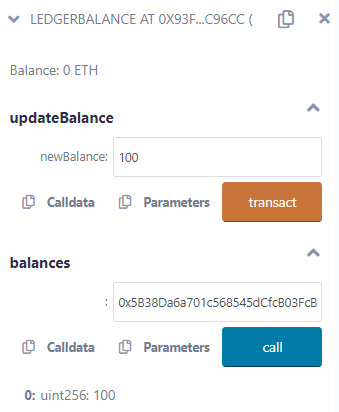 LEDGERBALANCE AT 0X93F...C96CC (
Balance: 0 ETH
updateBalance
newBalance: 100
Calldata Parameters transact
balances
: 0x5B38Da6a701c568545dCfcB03FcB
Calldata Parameters call
0: uint256: 100